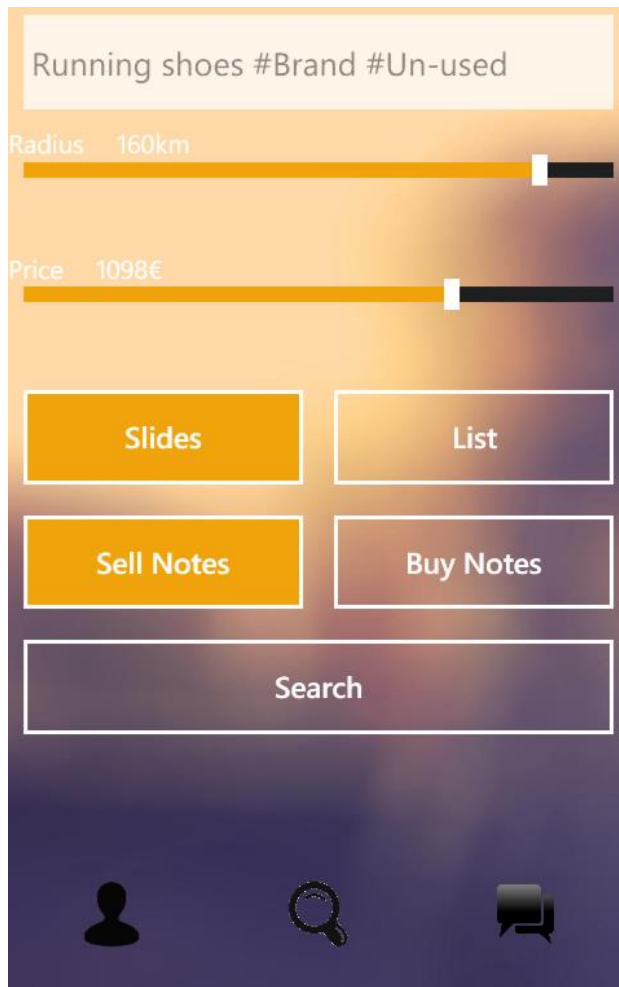 Running shoes #Brand #Un-used
Radius 160km
Price 1098€
Slides List
Sell Notes Buy Notes
Search